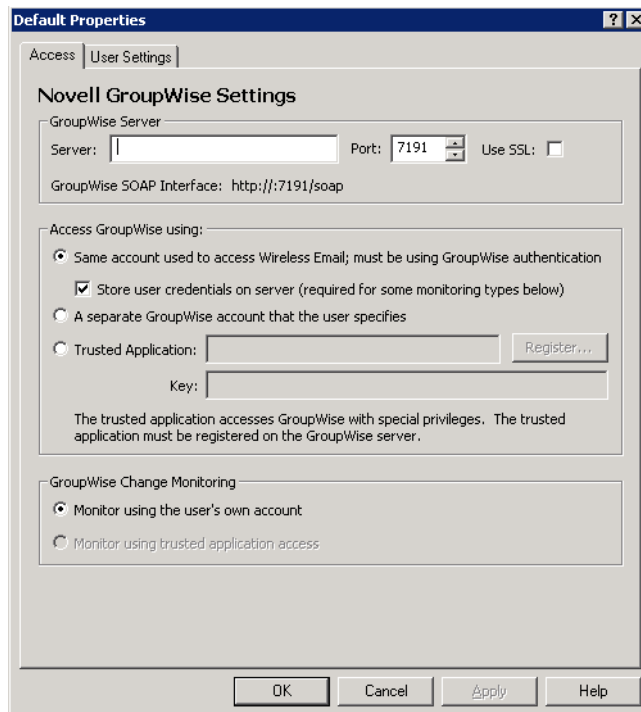 Default Properties
Access User Settings
Novell GroupWise Settings
GroupWise Server
Server: Port: 7191 Use SSL:
GroupWise SOAP Interface: http://:7191/soap
Access GroupWise using:
Same account used to access Wireless Email; must be using GroupWise authentication
Store user credentials on server (required for some monitoring types below)
A separate GroupWise account that the user specifies
Trusted Application: Register...
Key:
The trusted application accesses GroupWise with special privileges. The trusted
application must be registered on the GroupWise server.
GroupWise Change Monitoring
Monitor using the user's own account
Monitor using trusted application access
OK Cancel Apply Help